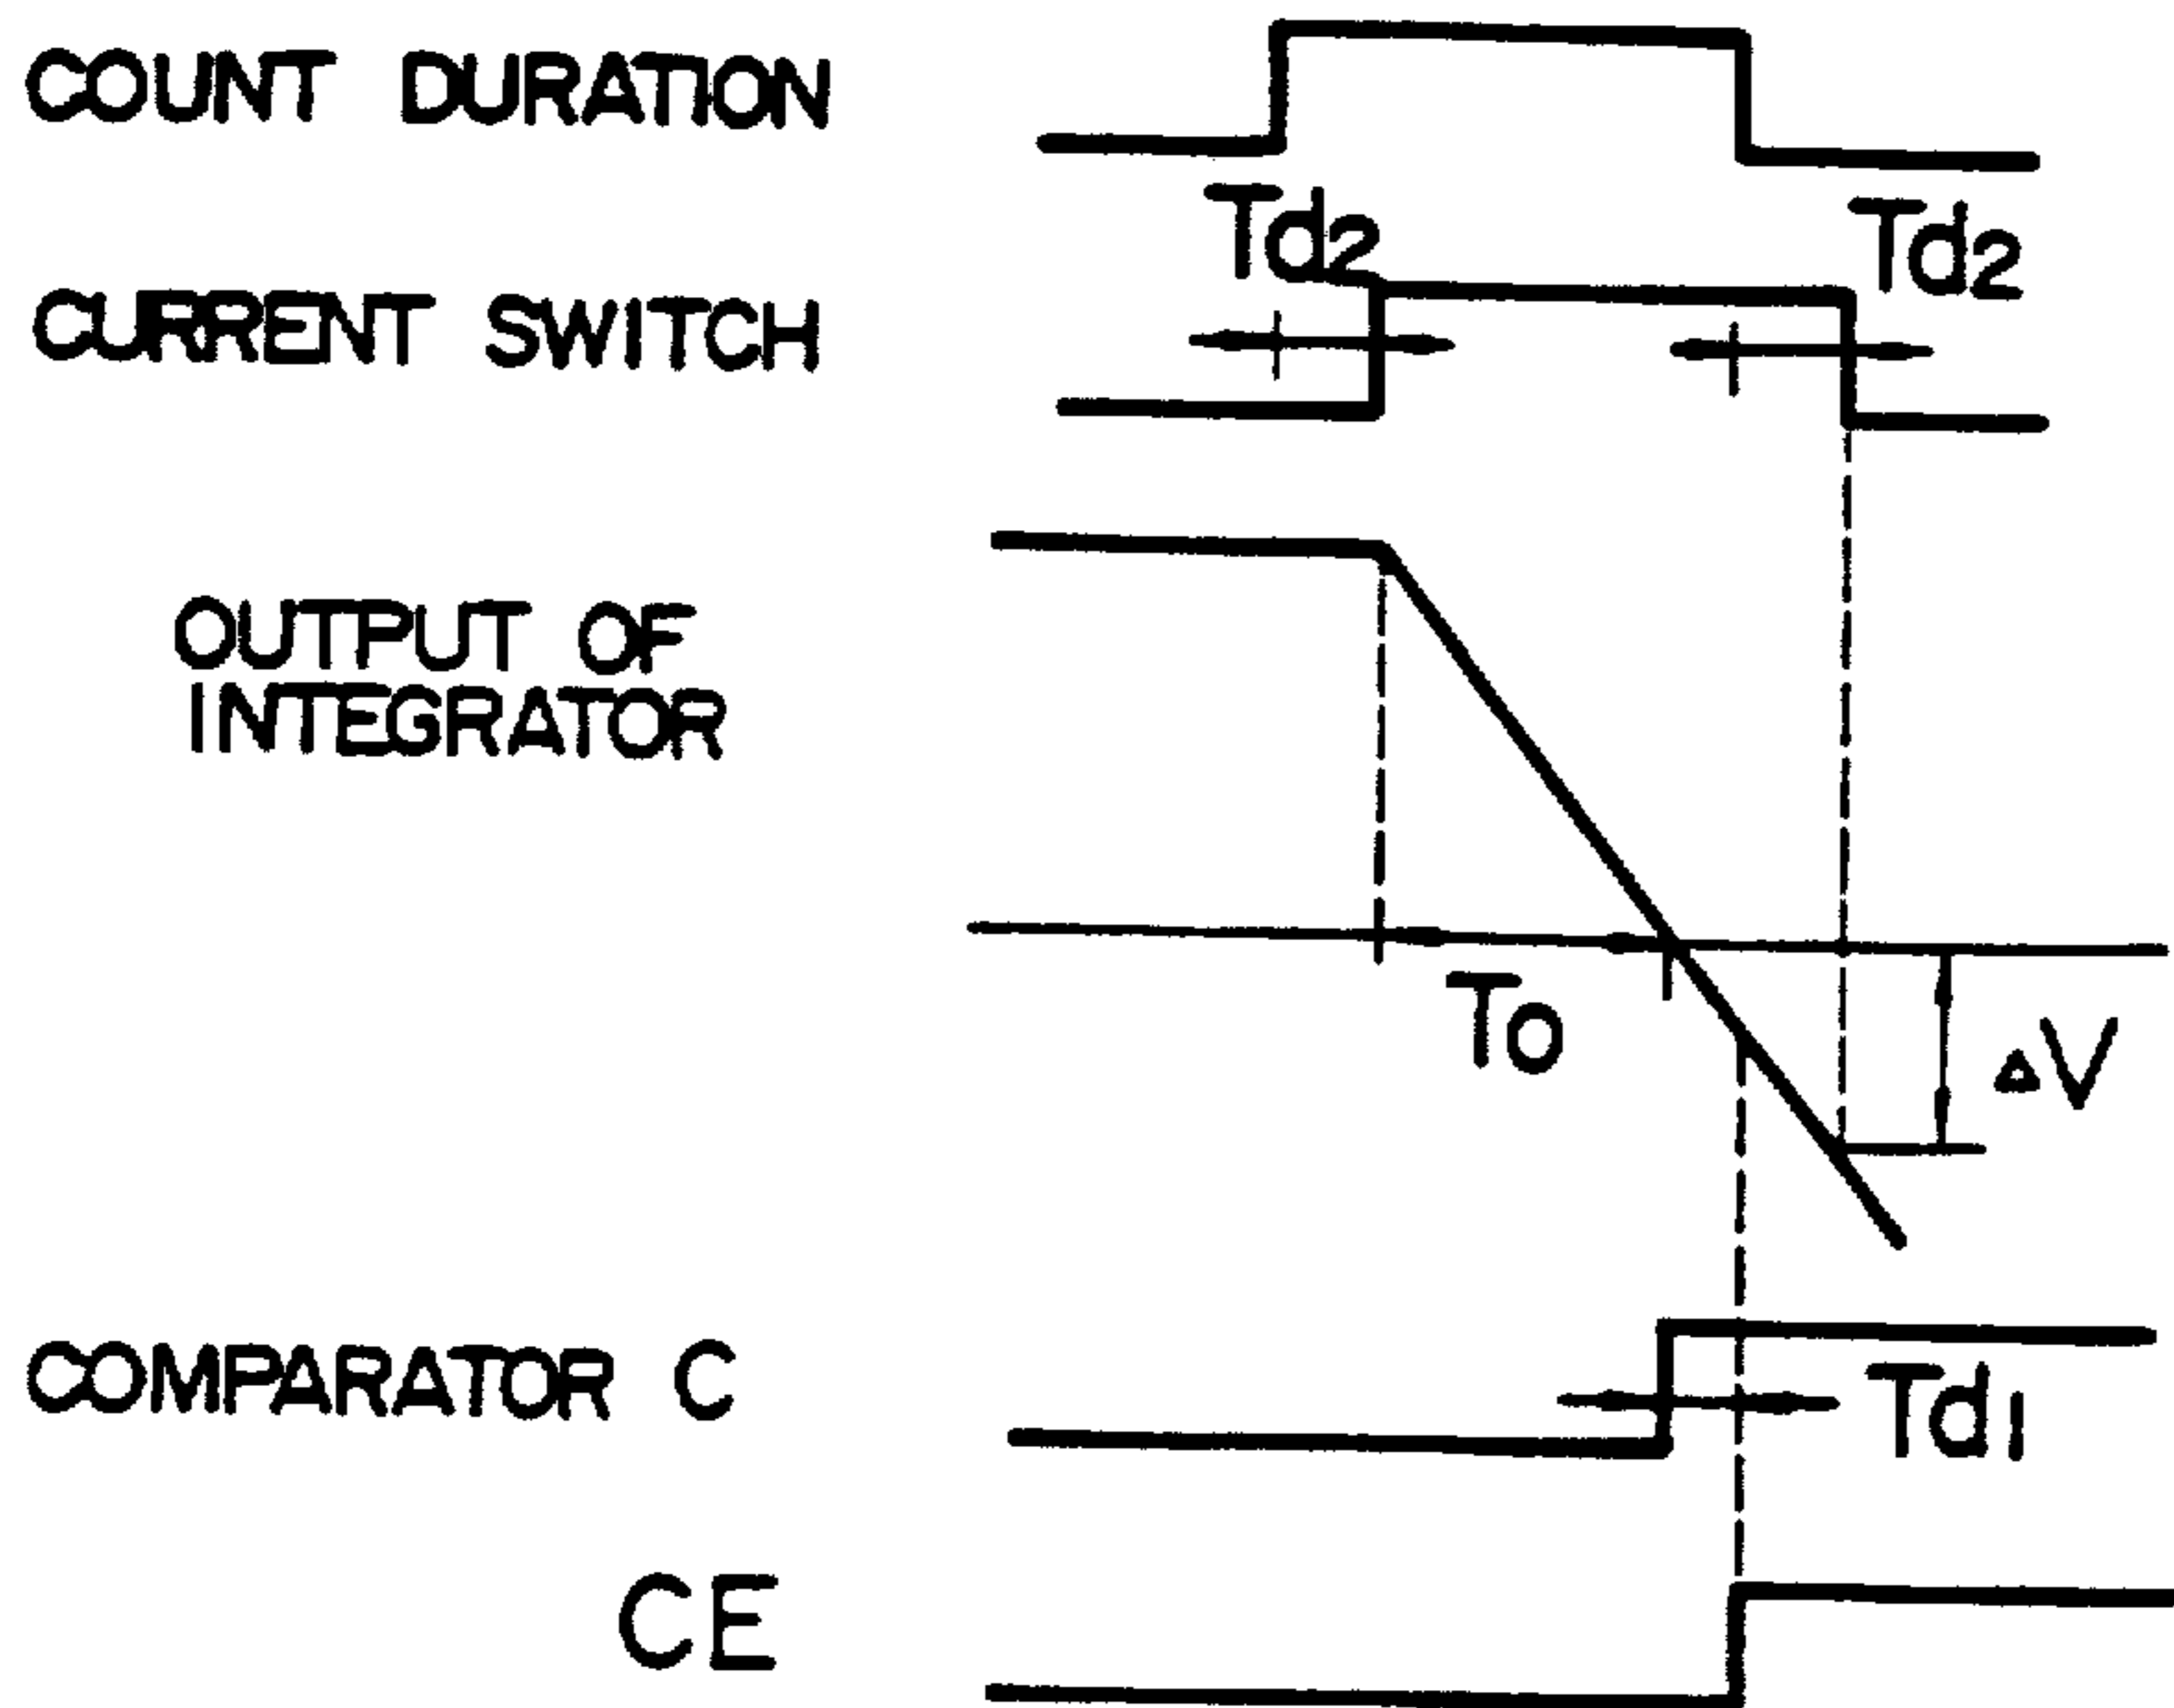 COUNT DURATION
Td2
Td2
CURRENT SWITCH
OUTPUT OF
INTEGRATOR
To
ΔV
COMPARATOR C
Td1
CE